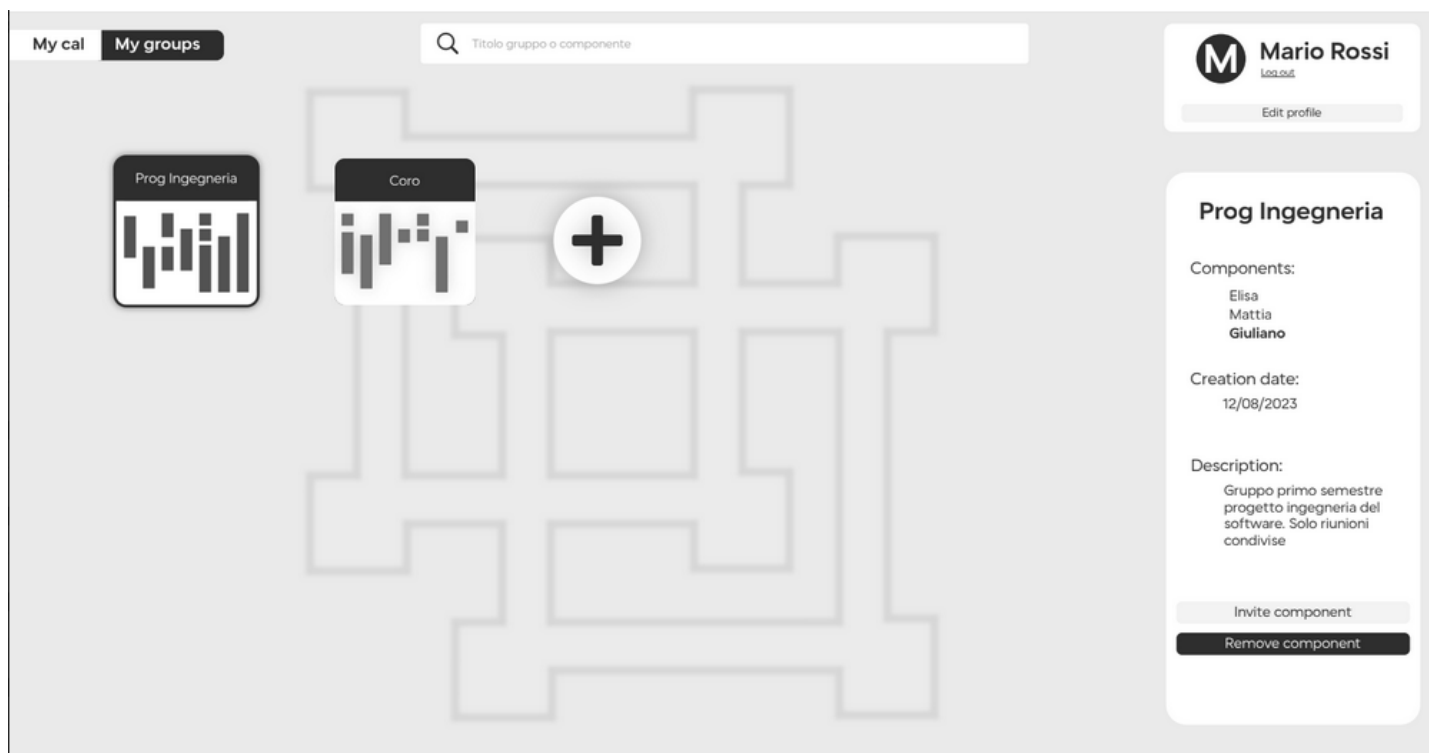 My cal
My groups
Titolo gruppo o componente
M
Mario Rossi
Log out
Edit profile
Prog Ingegneria
Coro
Prog Ingegneria
Components:
Elisa
Mattia
Giuliano
Creation date:
12/08/2023
Description:
Gruppo primo semestre
progetto ingegneria del
software. Solo riunioni
condivise
Invite component
Remove component